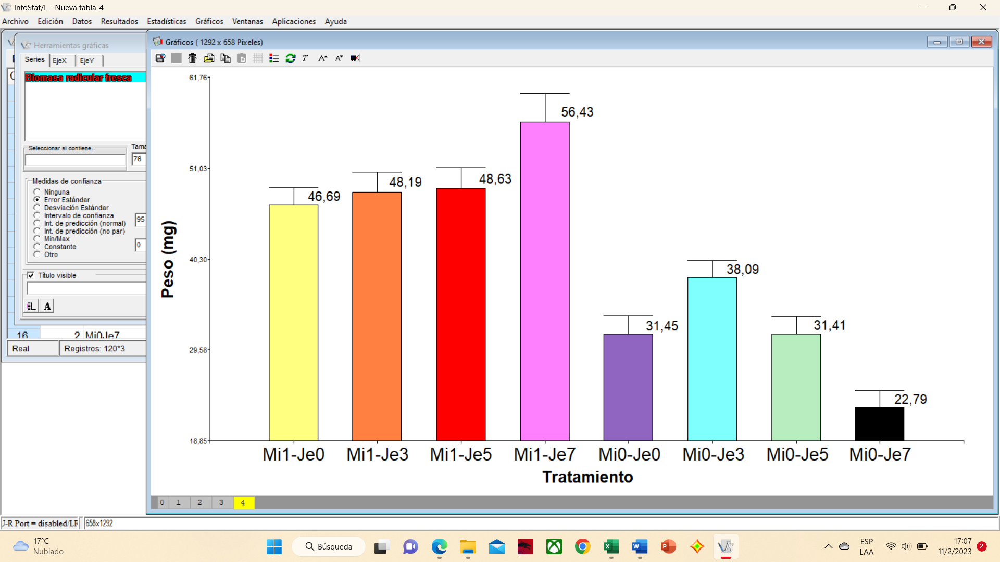 InfoStat/L - Nueva tabla_4
Archivo Edición Datos Resultados Estadísticas Gráficos Ventanas Aplicaciones Ayuda
Herramientas gráficas
Series EjeX EjeY
Biomasa radicular fresca
Seleccionar si contiene..
76
Medidas de confianza
Ninguna
Error Estándar
Desviación Estándar
Intervalo de confianza
95
Int. de predicción (normal)
Int. de predicción (no par)
Min/Max
Constante
0
Otro
Título visible
A
16 2 Mi0Je7
Real Registros: 120*3
Gráficos ( 1292 x 658 Pixeles)
61,76
51,03
40,30
29,58
18,85
Peso (mg)
46,69
48,19
48,63
56,43
31,45
38,09
31,41
22,79
Mi1-Je0 Mi1-Je3 Mi1-Je5 Mi1-Je7 Mi0-Je0 Mi0-Je3 Mi0-Je5 Mi0-Je7
Tratamiento
0 1 2 3 4
J-R Port = disabled/LF 658x1292
17°C
Nublado
Búsqueda
ESP
LAA
17:07
11/2/2023
2